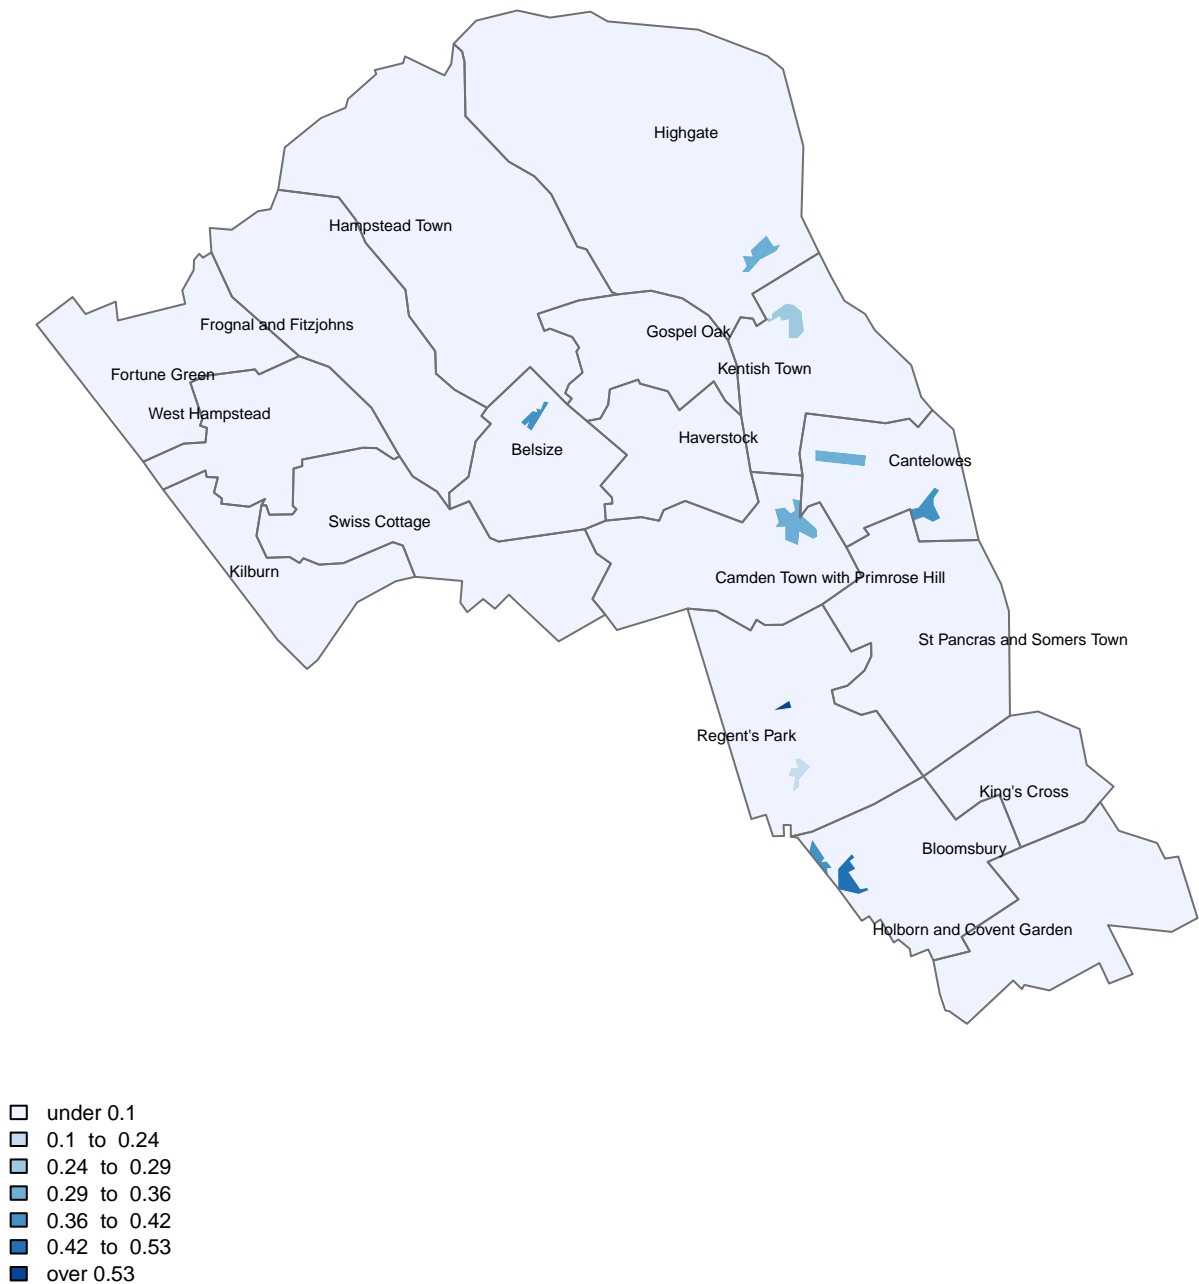 Highgate
Hampstead Town
Frognal and Fitzjohns
Gospel Oak
Kentish Town
Fortune Green
West Hampstead
Haverstock
Belsize
Cantelowes
Swiss Cottage
Kilburn
Camden Town with Primrose Hill
St Pancras and Somers Town
Regent's Park
King's Cross
Bloomsbury
Holborn and Covent Garden
under 0.1
0.1 to 0.24
0.24 to 0.29
0.29 to 0.36
0.36 to 0.42
0.42 to 0.53
over 0.53